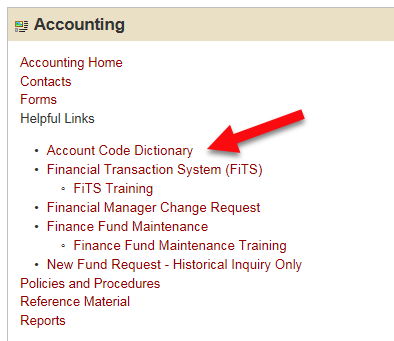 Accounting
Accounting Home
Contacts
Forms
Helpful Links
• Account Code Dictionary
• Financial Transaction System (FiTS)
◦ FiTS Training
• Financial Manager Change Request
• Finance Fund Maintenance
◦ Finance Fund Maintenance Training
• New Fund Request - Historical Inquiry Only
Policies and Procedures
Reference Material
Reports